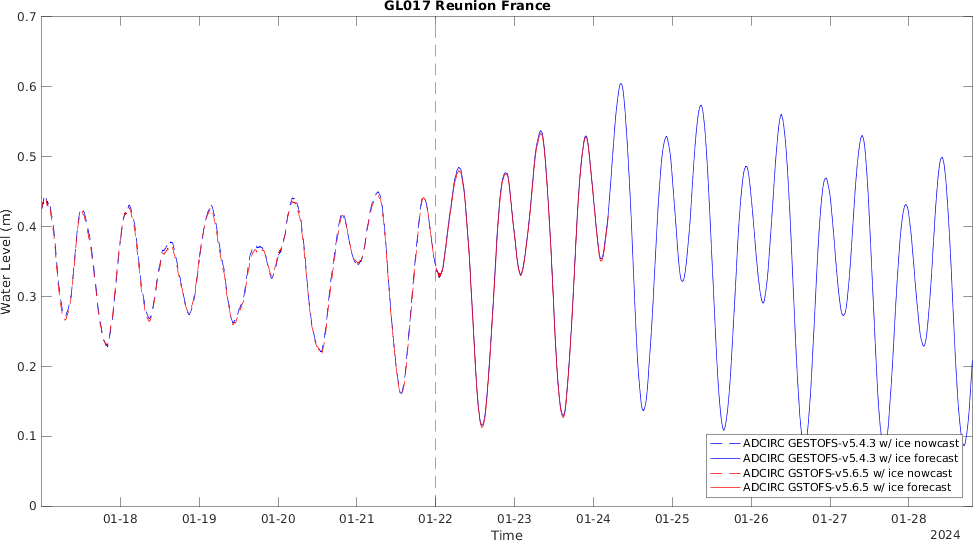 GL017 Reunion France
Water Level (m)
0.7
0.6
0.5
0.4
0.3
0.2
0.1
0
ADCIRC GESTOFS-v5.4.3 w/ ice nowcast
ADCIRC GESTOFS-v5.4.3 w/ ice forecast
ADCIRC GSTOFS-v5.6.5 w/ ice nowcast
ADCIRC GSTOFS-v5.6.5 w/ ice forecast
01-18 01-19 01-20 01-21 01-22 01-23 01-24 01-25 01-26 01-27 01-28
Time
2024